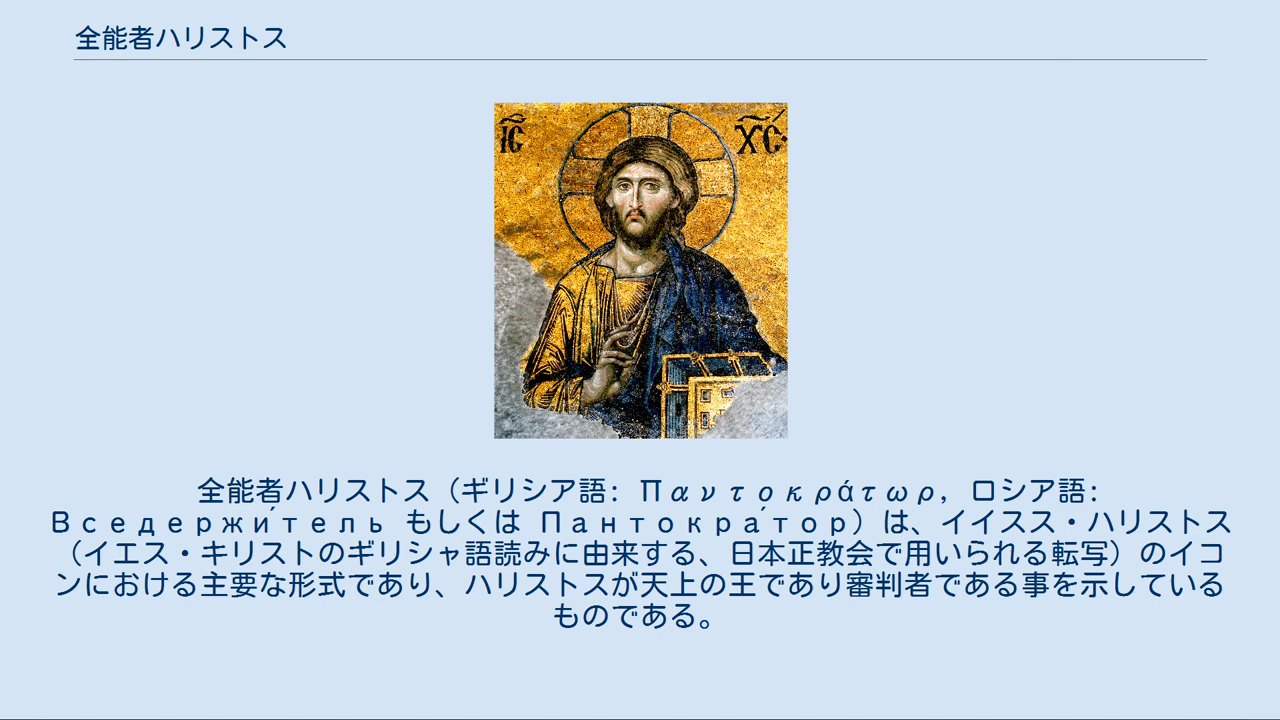 全能者ハリストス
ІС ХС
全能者ハリストス（ギリシア語: Παντοκράτωρ, ロシア語:
Вседержи́тель もしくは Пантокра́тор）は、イイスス・ハリストス
（イエス・キリストのギリシャ語読みに由来する、日本正教会で用いられる転写）のイコ
ンにおける主要な形式であり、ハリストスが天上の王であり審判者である事を示している
ものである。